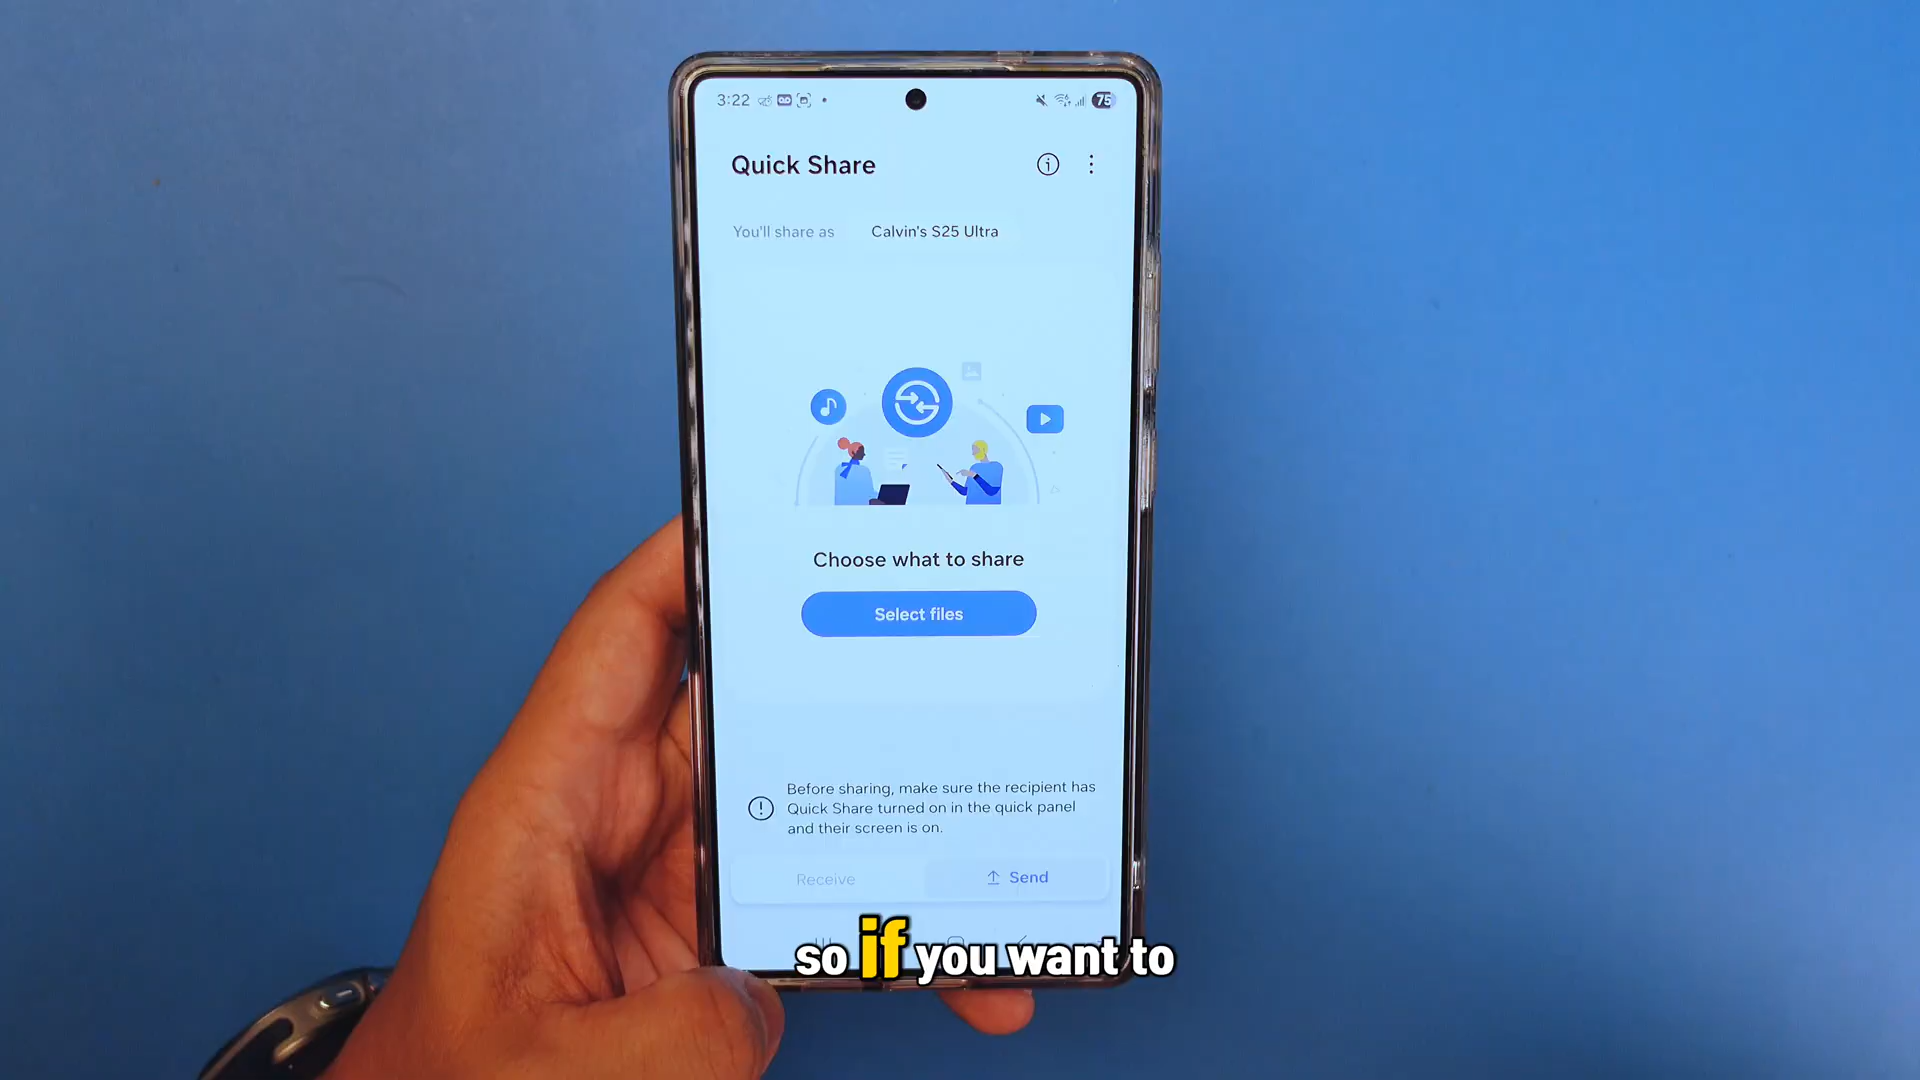 3:22
75
Quick Share
You'll share as Calvin's S25 Ultra
Choose what to share
Select files
Before sharing, make sure the recipient has
Quick Share turned on in the quick panel
and their screen is on.
Receive Send
so if you want to